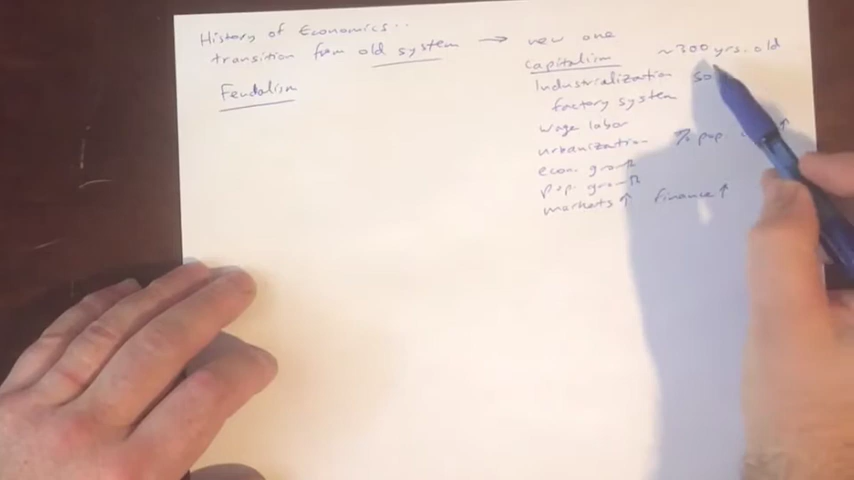 History of Economics..
transition from old system → new one
Feudalism
Capitalism ~300 yrs. old
Industrialization
factory system
wage labor
urbanization % pop. ↑
econ. growth
pop. growth
markets ↑ finance ↑